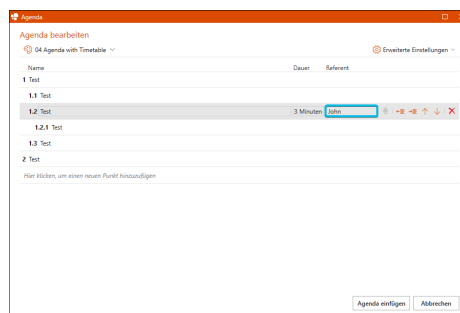 Agenda
Agenda bearbeiten
04 Agenda with Timetable
Erweiterte Einstellungen
Name Dauer Referent
1 Test
1.1 Test
1.2 Test 3 Minuten John
1.2.1 Test
1.3 Test
2 Test
Hier klicken, um einen neuen Punkt hinzuzufügen
Agenda einfügen Abbrechen